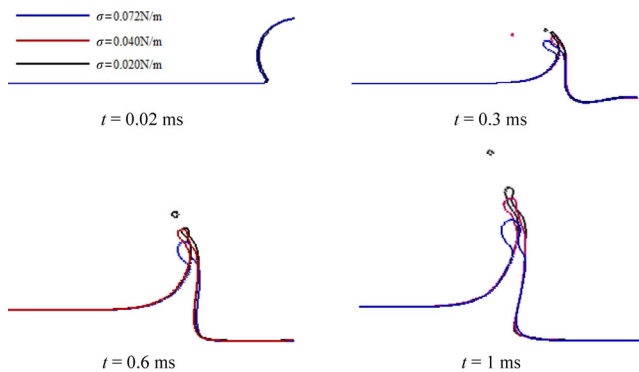 σ=0.072N/m
σ=0.040N/m
σ=0.020N/m
t = 0.02 ms
t = 0.3 ms
t = 0.6 ms
t = 1 ms